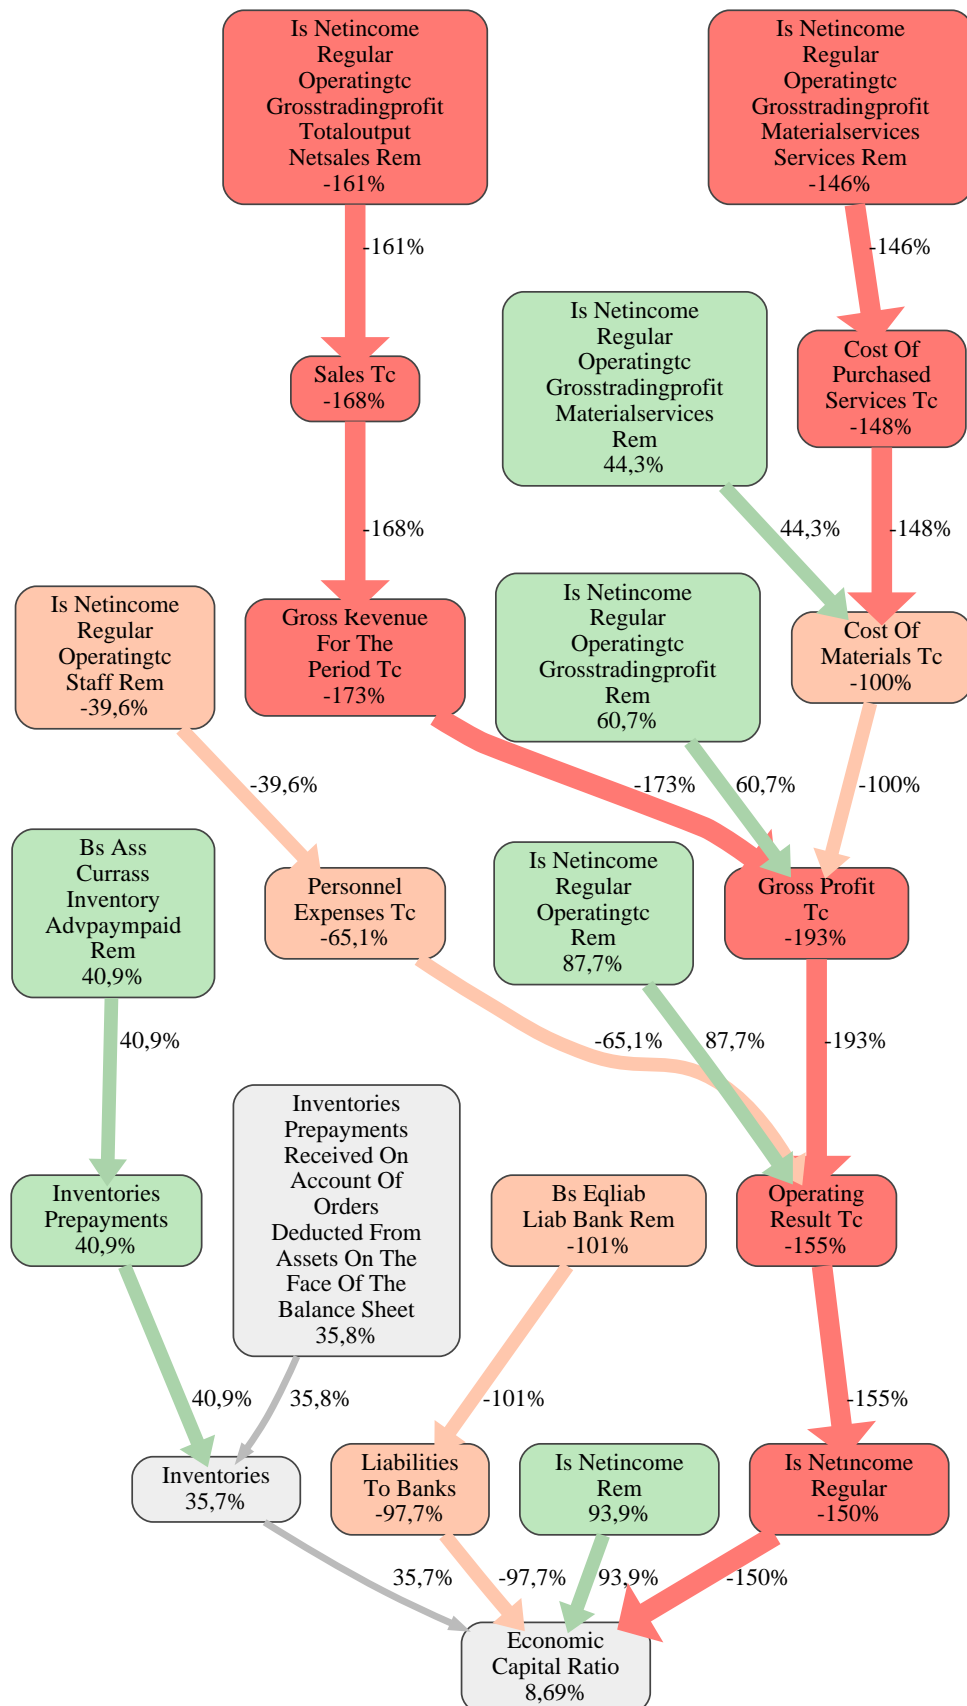 Is Netincome
Regular
Operatingtc
Grosstradingprofit
Totaloutput
Netsales Rem
-161%
Is Netincome
Regular
Operatingtc
Grosstradingprofit
Materialservices
Services Rem
-146%
-161%
-146%
Is Netincome
Regular
Operatingtc
Grosstradingprofit
Materialservices
Rem
44,3%
Cost Of
Purchased
Services Tc
-148%
Sales Tc
-168%
-168%
44,3%
-148%
Is Netincome
Regular
Operatingtc
Staff Rem
-39,6%
Gross Revenue
For The
Period Tc
-173%
Is Netincome
Regular
Operatingtc
Grosstradingprofit
Rem
60,7%
Cost Of
Materials Tc
-100%
-39,6%
-173%
60,7%
-100%
Bs Ass
Currass
Inventory
Advpaympaid
Rem
40,9%
Personnel
Expenses Tc
-65,1%
Is Netincome
Regular
Operatingtc
Rem
87,7%
Gross Profit
Tc
-193%
40,9%
-65,1%
87,7%
-193%
Inventories
Prepayments
Received On
Account Of
Orders
Deducted From
Assets On The
Face Of The
Balance Sheet
35,8%
Inventories
Prepayments
40,9%
Bs Eqliab
Liab Bank Rem
-101%
Operating
Result Tc
-155%
40,9%
35,8%
-101%
-155%
Inventories
35,7%
Liabilities
To Banks
-97,7%
Is Netincome
Rem
93,9%
Is Netincome
Regular
-150%
35,7%
-97,7%
93,9%
-150%
Economic
Capital Ratio
8,69%